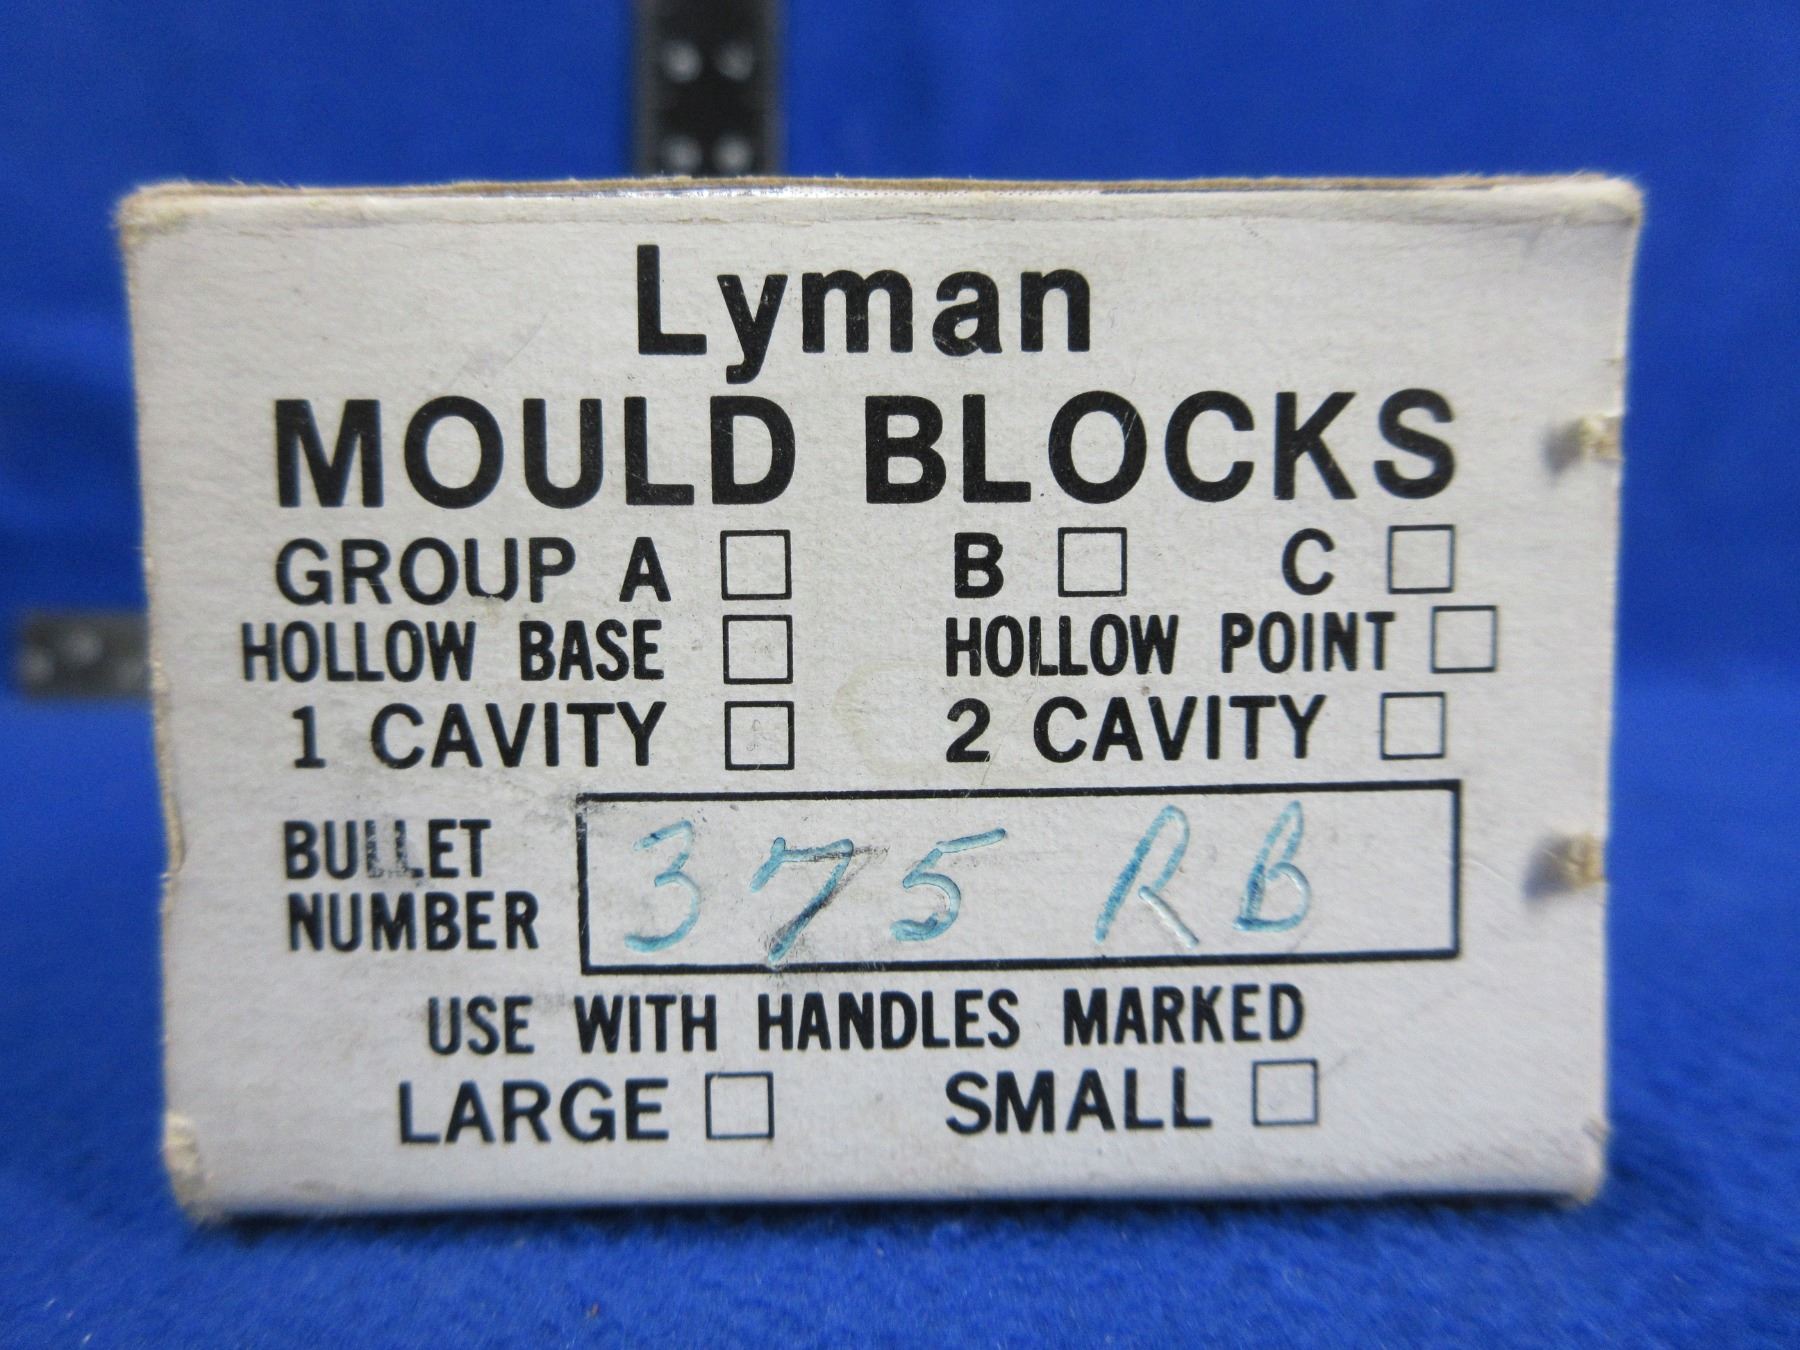 Lyman
MOULD BLOCKS
GROUP A □ B □ C □
HOLLOW BASE □ HOLLOW POINT □
1 CAVITY □ 2 CAVITY □
BULLET NUMBER 375 RB
USE WITH HANDLES MARKED
LARGE □ SMALL □